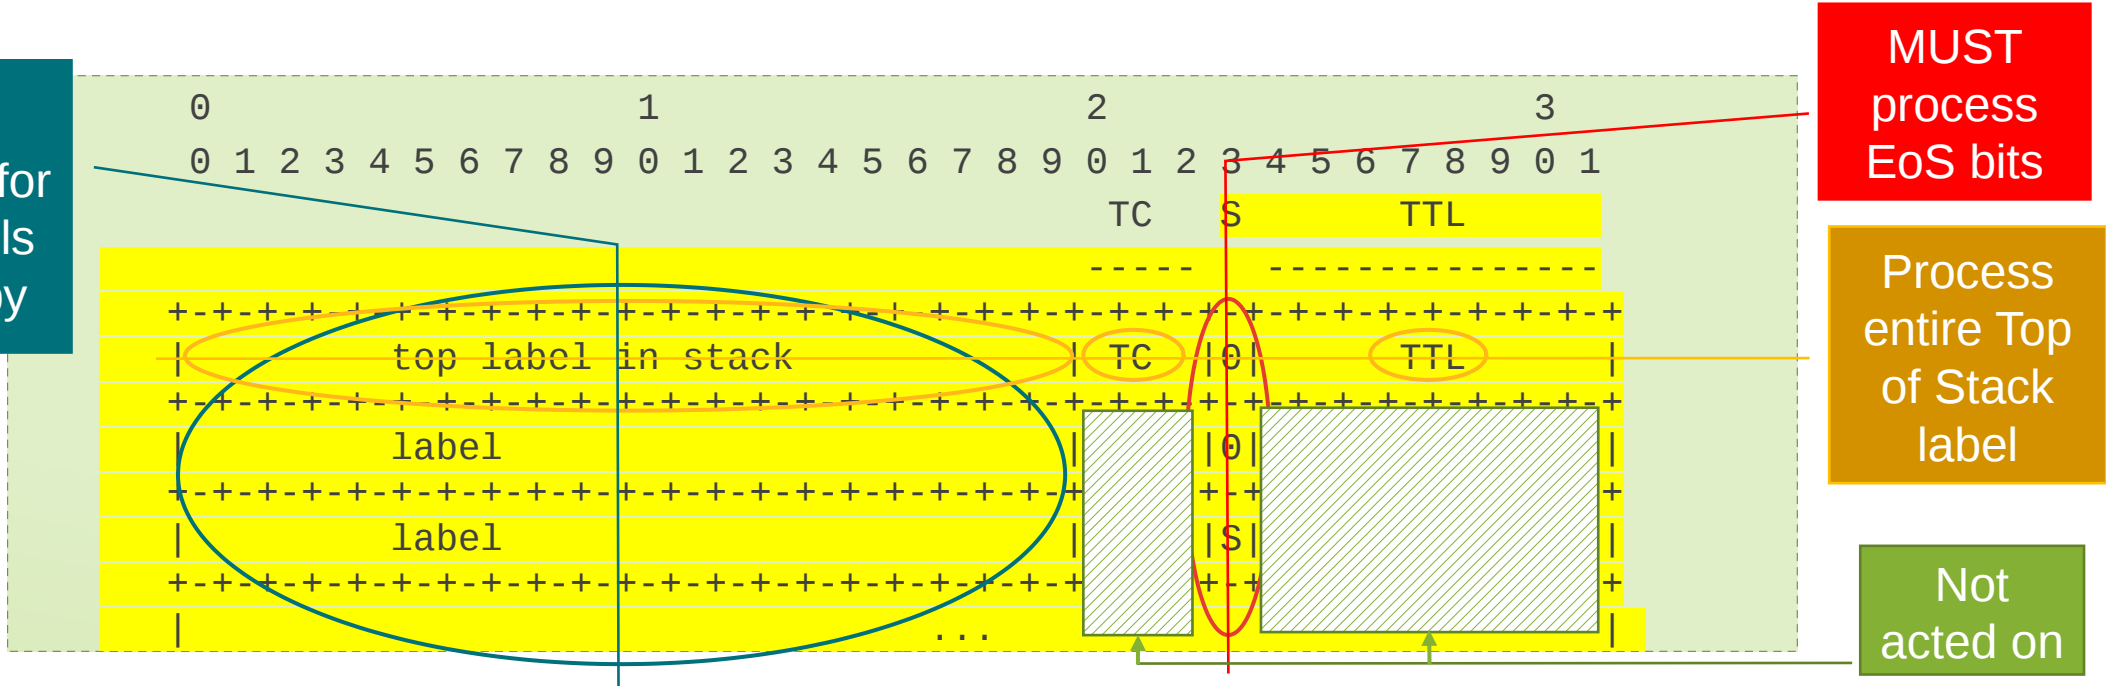 for
ls
by
0 1 2 3
0 1 2 3 4 5 6 7 8 9 0 1 2 3 4 5 6 7 8 9 0 1 2 3 4 5 6 7 8 9 0 1
TC S TTL
----- ---------------
+-+-+-+-+-+-+-+-+-+-+-+-+-+-+-+-+-+-+-+-+-+-+-+-+-+-+-+-+-+-+-+-+
| top label in stack | TC |0| TTL |
+-+-+-+-+-+-+-+-+-+-+-+-+-+-+-+-+-+-+-+-+-+-+-+-+-+-+-+-+-+-+-+-+
| label | |0| |
+-+-+-+-+-+-+-+-+-+-+-+-+-+-+-+-+-+-+-+-+ +-+ +
| label | |S| |
+-+-+-+-+-+-+-+-+-+-+-+-+-+-+-+-+-+-+-+-+ +-+ +
| ... |
MUST
process
EoS bits
Process
entire Top
of Stack
label
Not
acted on